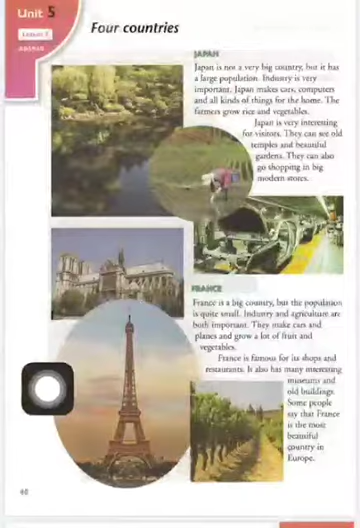 Unit 5
Lesson 1
Four countries
JAPAN
Japan is not a very big country, but it has
a large population. Industry is very
important. Japan makes cars, computers
and all kinds of things for the home. The
farmers grow rice and vegetables.
Japan is very interesting
for visitors. They can see old
temples and beautiful
gardens. They can also
go shopping in big
modern stores.
FRANCE
France is a big country, but the population
is quite small. Industry and agriculture are
both important. They make cars and
planes and grow a lot of fruit and
vegetables.
France is famous for its shops and
restaurants. It also has many interesting
museums and
old buildings.
Some people
say that France
is the most
beautiful
country in
Europe.